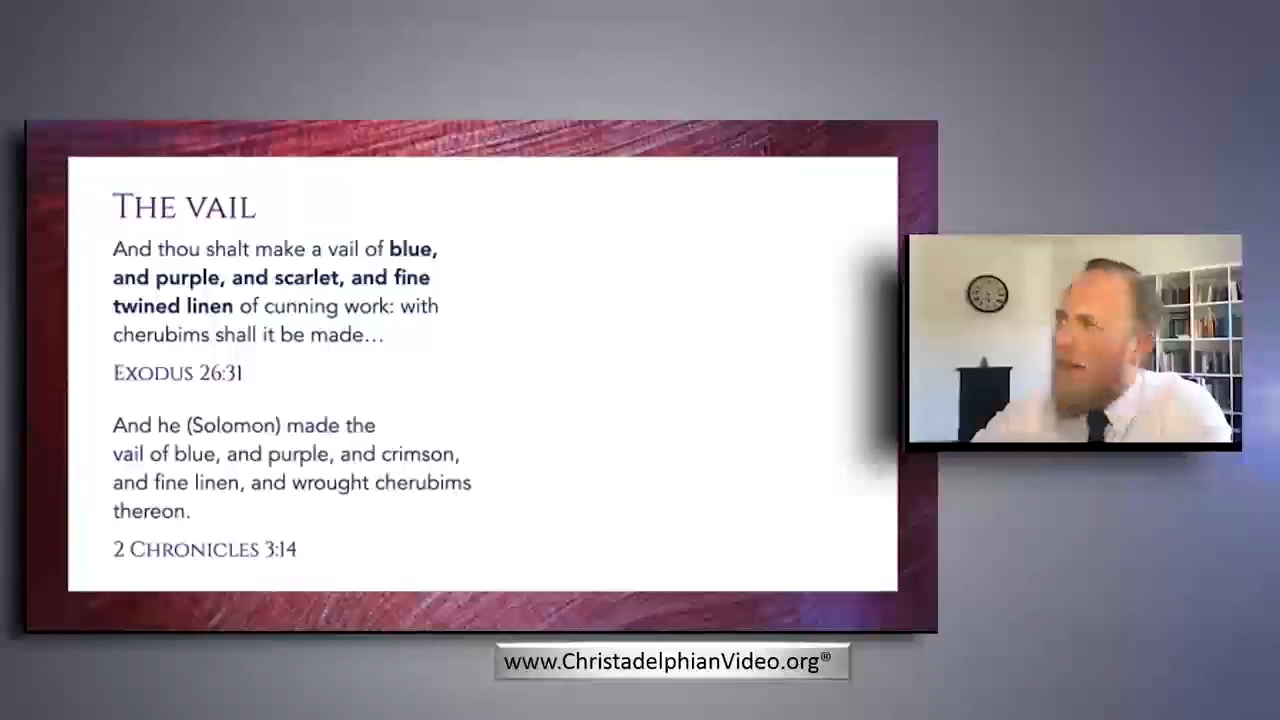 THE VAIL
And thou shalt make a vail of blue,
and purple, and scarlet, and fine
twined linen of cunning work: with
cherubims shall it be made…
EXODUS 26:31
And he (Solomon) made the
vail of blue, and purple, and crimson,
and fine linen, and wrought cherubims
thereon.
2 CHRONICLES 3:14
www.ChristadelphianVideo.org®